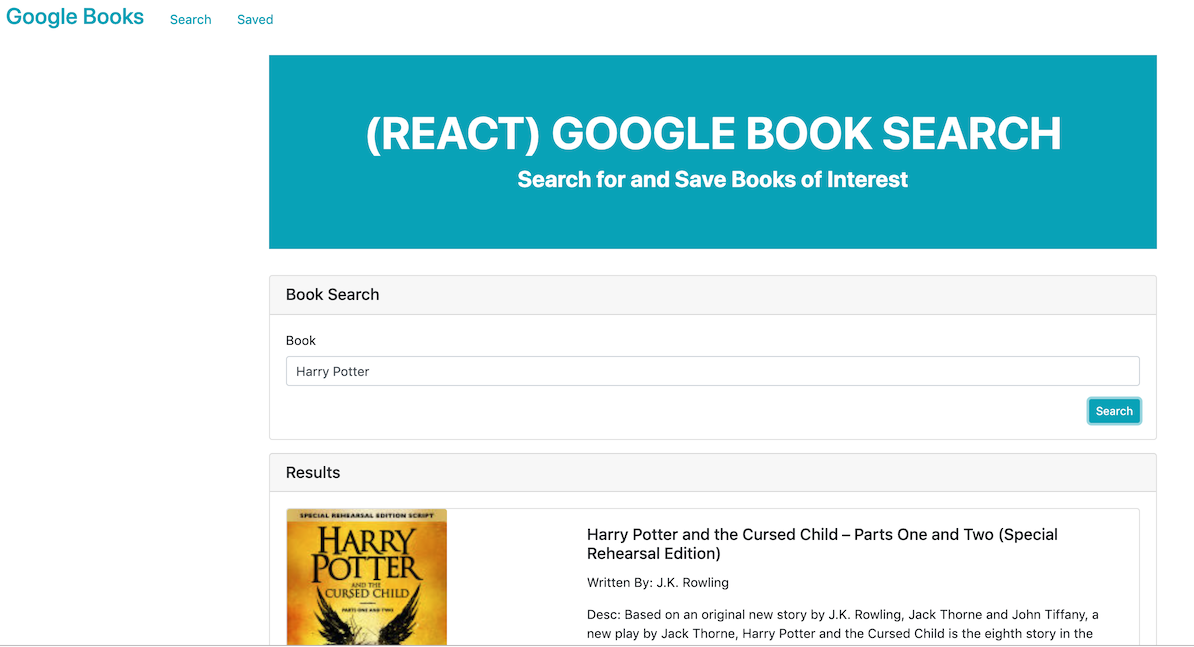 Google Books Search Saved
(REACT) GOOGLE BOOK SEARCH
Search for and Save Books of Interest
Book Search
Book
Harry Potter
Search
Results
SPECIAL REHEARSAL EDITION SCRIPT
HARRY
POTTER
AND THE
CURSED CHILD
PARTS ONE AND TWO
Harry Potter and the Cursed Child – Parts One and Two (Special
Rehearsal Edition)
Written By: J.K. Rowling
Desc: Based on an original new story by J.K. Rowling, Jack Thorne and John Tiffany, a
new play by Jack Thorne, Harry Potter and the Cursed Child is the eighth story in the